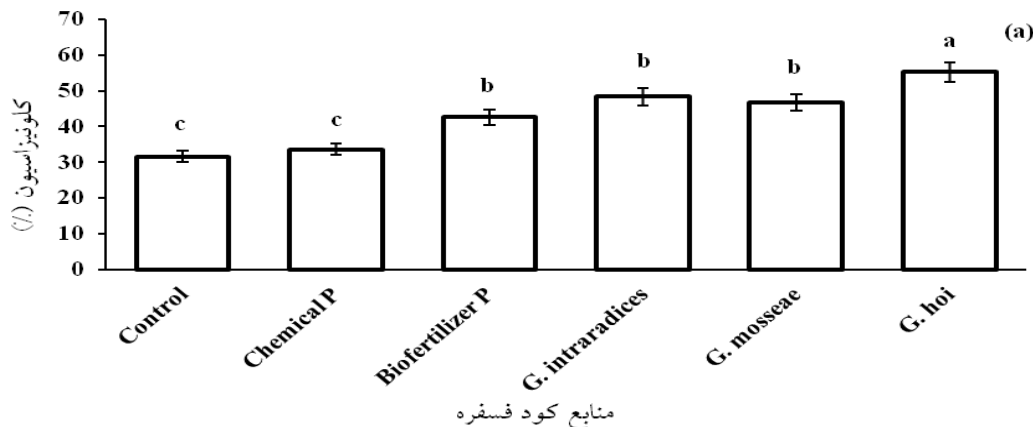 (a)
کلونیزاسیون (٪)
70
60
50
40
30
20
10
0
c
c
b
b
b
a
Control
Chemical P
Biofertilizer P
G. intraradices
G. mosseae
G. hoi
منابع کود فسفره